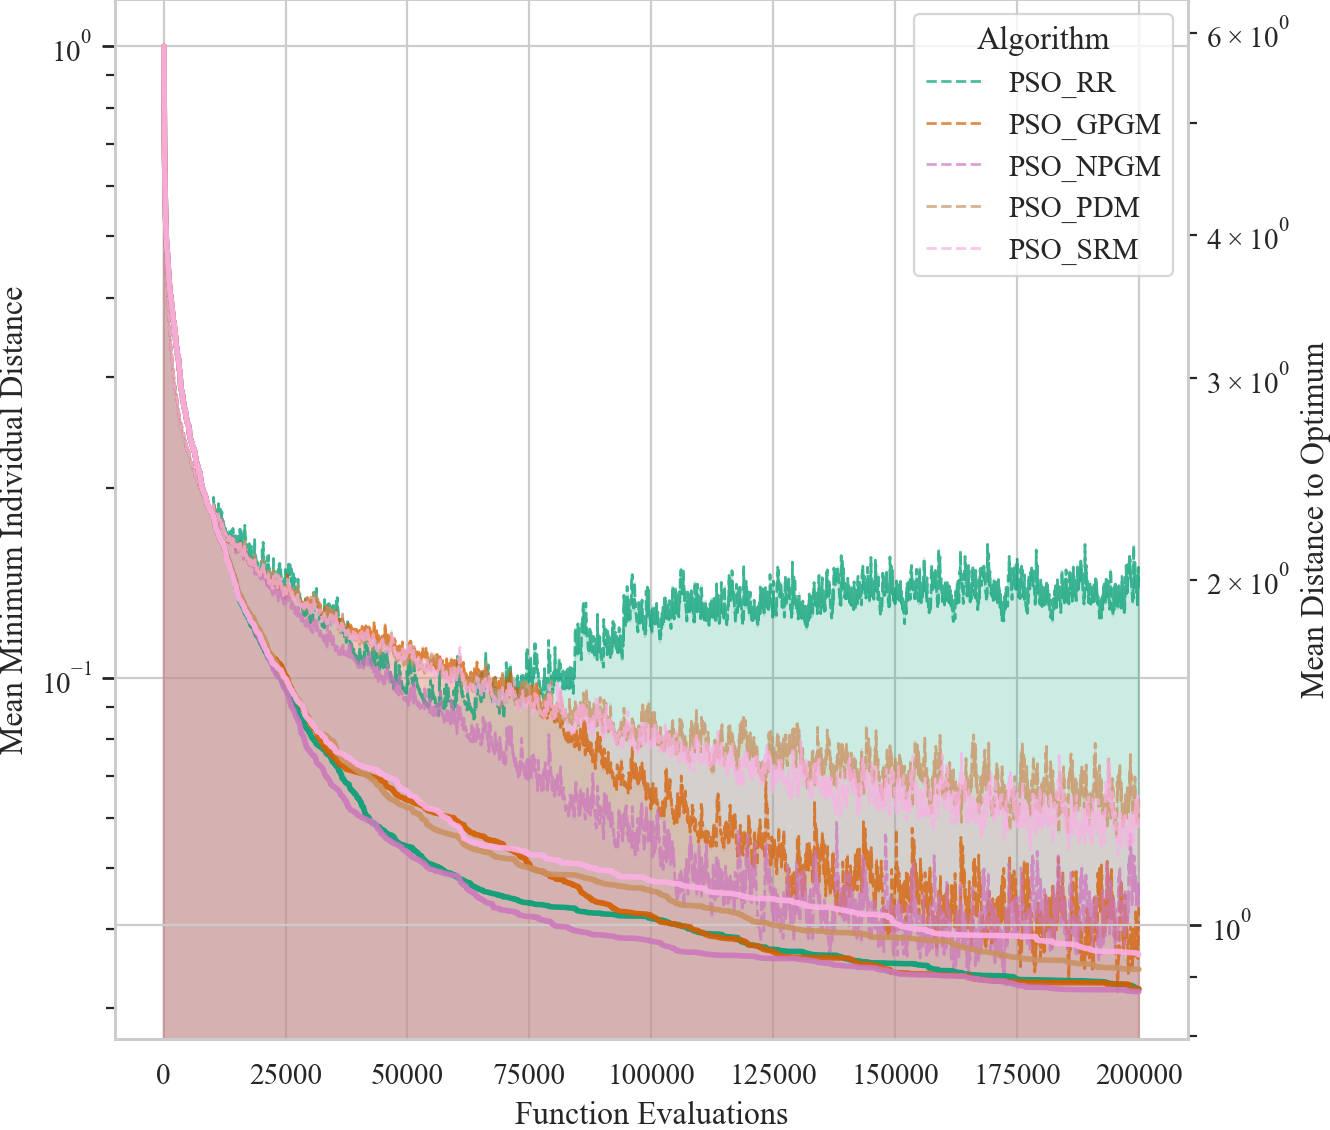 Mean Minimum Individual Distance
10⁰
10⁻¹
Algorithm
PSO_RR
PSO_GPGM
PSO_NPGM
PSO_PDM
PSO_SRM
6 × 10⁰
4 × 10⁰
3 × 10⁰
2 × 10⁰
10⁰
Mean Distance to Optimum
0 25000 50000 75000 100000 125000 150000 175000 200000
Function Evaluations